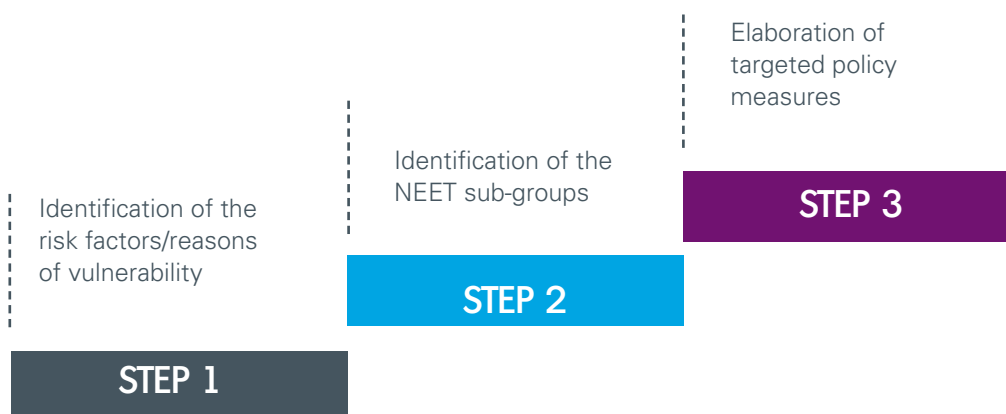 Identification of the
risk factors/reasons
of vulnerability
STEP 1
Identification of the
NEET sub-groups
STEP 2
Elaboration of
targeted policy
measures
STEP 3